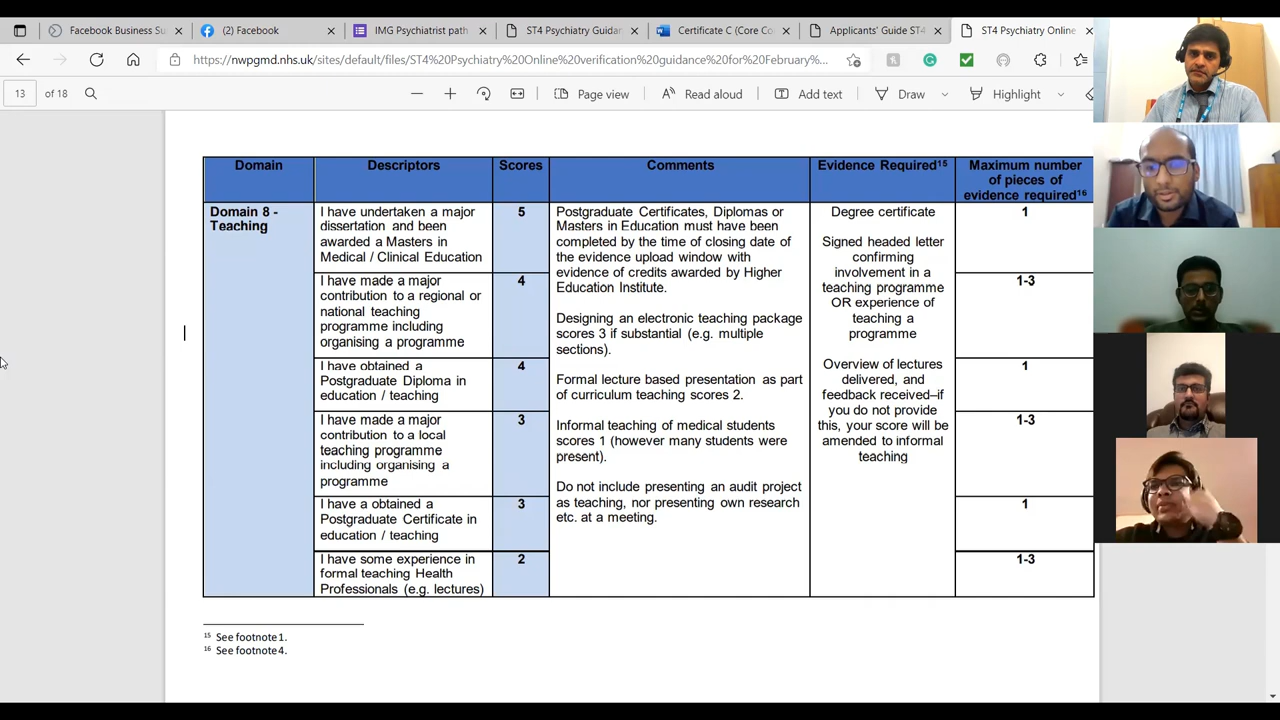 Facebook Business Su
(2) Facebook
IMG Psychiatrist path
ST4 Psychiatry Guidan
Certificate C (Core Co
Applicants' Guide ST4
ST4 Psychiatry Online
https://nwpgmd.nhs.uk/sites/default/files/ST4%20Psychiatry%20Online%20verification%20guidance%20for%20February%...
13 of 18
Page view
Read aloud
Add text
Draw
Highlight
Domain
Descriptors
Scores
Comments
Evidence Required15
Maximum number
of pieces of
evidence required16
Domain 8 -
Teaching
I have undertaken a major
dissertation and been
awarded a Masters in
Medical / Clinical Education
5
Postgraduate Certificates, Diplomas or
Masters in Education must have been
completed by the time of closing date of
the evidence upload window with
evidence of credits awarded by Higher
Education Institute.
Designing an electronic teaching package
scores 3 if substantial (e.g. multiple
sections).
Formal lecture based presentation as part
of curriculum teaching scores 2.
Informal teaching of medical students
scores 1 (however many students were
present).
Do not include presenting an audit project
as teaching, nor presenting own research
etc. at a meeting.
Degree certificate
Signed headed letter
confirming
involvement in a
teaching programme
OR experience of
teaching a
programme
Overview of lectures
delivered, and
feedback received–if
you do not provide
this, your score will be
amended to informal
teaching
1
I have made a major
contribution to a regional or
national teaching
programme including
organising a programme
4
1-3
I have obtained a
Postgraduate Diploma in
education / teaching
4
1
I have made a major
contribution to a local
teaching programme
including organising a
programme
3
1-3
I have a obtained a
Postgraduate Certificate in
education / teaching
3
1
I have some experience in
formal teaching Health
Professionals (e.g. lectures)
2
1-3
15 See footnote 1.
16 See footnote 4.